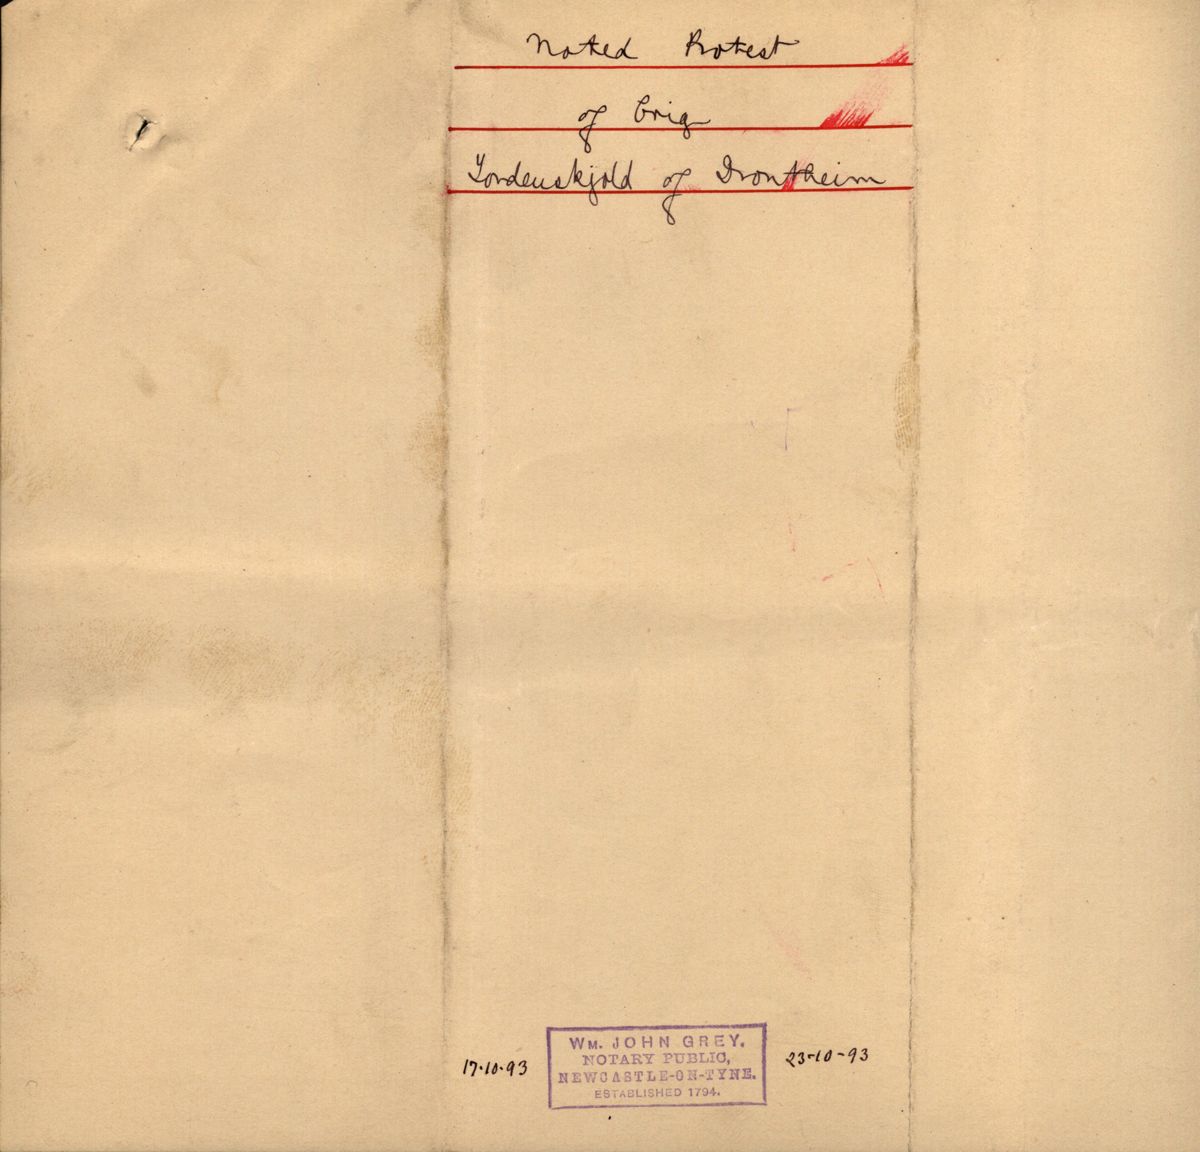 Noted Protest
of brig
Tordenskjold of Drontheim
17.10.93
WM. JOHN GREY,
NOTARY PUBLIC,
NEWCASTLE-ON-TYNE.
ESTABLISHED 1794.
23-10-93